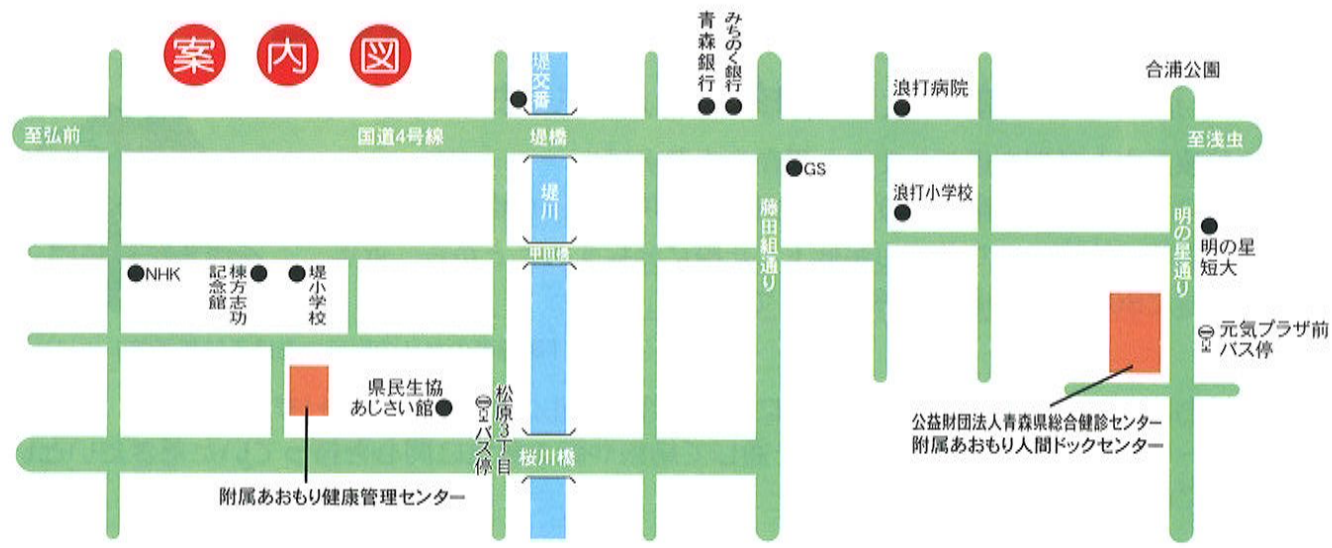 案内図
青森銀行
みちのく銀行
堤交番
合浦公園
浪打病院
至弘前
国道4号線
堤橋
至浅虫
GS
堤川
浪打小学校
藤田組通り
明の星通り
明の星
短大
甲田橋
NHK
棟方志功
記念館
堤小学校
元気プラザ前
バス停
県民生協
あじさい館
松原3丁目
バス停
公益財団法人青森県総合健診センター
附属あおもり人間ドックセンター
桜川橋
附属あおもり健康管理センター